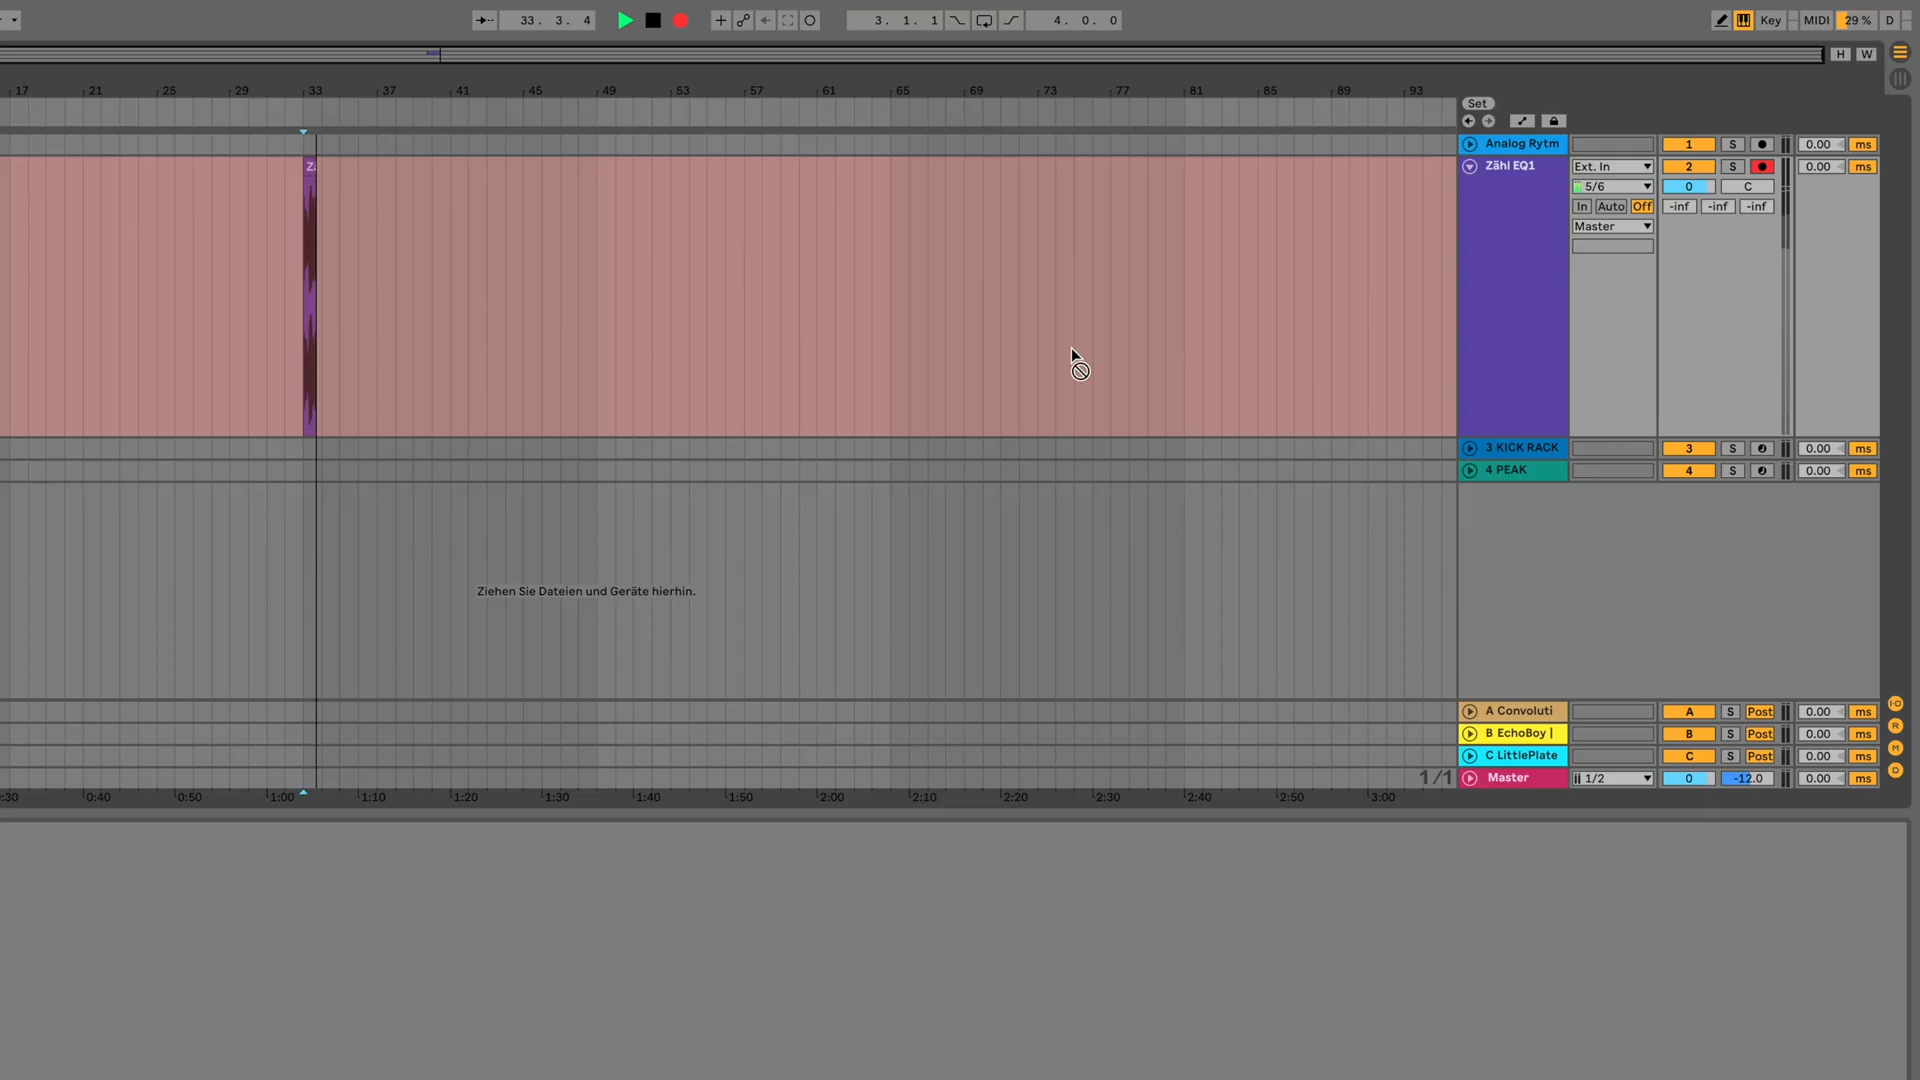 33. 3. 4 3. 1. 1 4. 0. 0 Key MIDI 29 % D
H W
17 21 25 29 33 37 41 45 49 53 57 61 65 69 73 77 81 85 89 93
Set
Analog Rytm 1 S 0.00 ms
Zä
Zähl EQ1 Ext. In 2 S 0.00 ms
5/6 0 C
In Auto Off -inf -inf -inf
Master
3 KICK RACK 3 S 0.00 ms
4 PEAK 4 S 0.00 ms
Ziehen Sie Dateien und Geräte hierhin.
A Convoluti A S Post 0.00 ms
B EchoBoy | B S Post 0.00 ms
C LittlePlate C S Post 0.00 ms
1/1 Master 1/2 0 -12.0 0.00 ms
:30 0:40 0:50 1:00 1:10 1:20 1:30 1:40 1:50 2:00 2:10 2:20 2:30 2:40 2:50 3:00
I·O
R
M
D